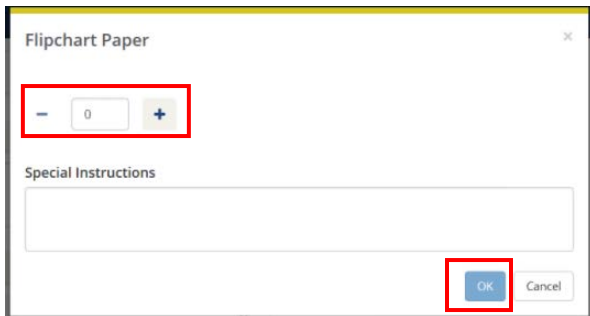 Flipchart Paper ×
− 0 +
Special Instructions
OK Cancel